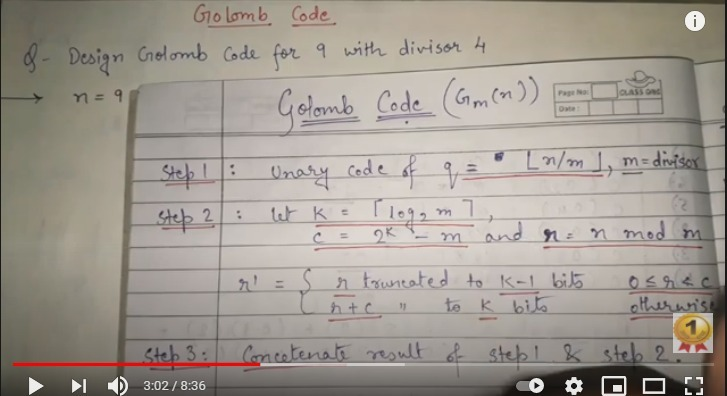 Golomb Code
Q- Design Golomb Code for 9 with divisor 4
→ n = 9
Golomb Code (Gm(n))
Page No:
CLASS ONE
Date:
Step 1 : Unary code of q = ⌊n/m⌋, m = divisor
Step 2 : let K = ⌈log₂ m⌉,
c = 2ᴷ - m and r = n mod m
r' = { r truncated to K-1 bits 0 ≤ r < c
r+c " to K bits otherwise
Step 3 : Concatenate result of step 1 & step 2.
1
3:02 / 8:36